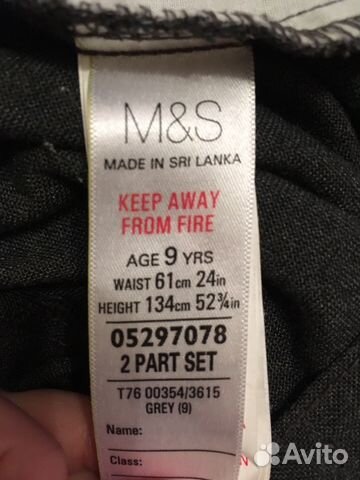 M&S
MADE IN SRI LANKA
KEEP AWAY
FROM FIRE
AGE 9 YRS
WAIST 61cm 24in
HEIGHT 134cm 52¾in
05297078
2 PART SET
T76 00354/3615
GREY (9)
Name:
Class:
N
Avito